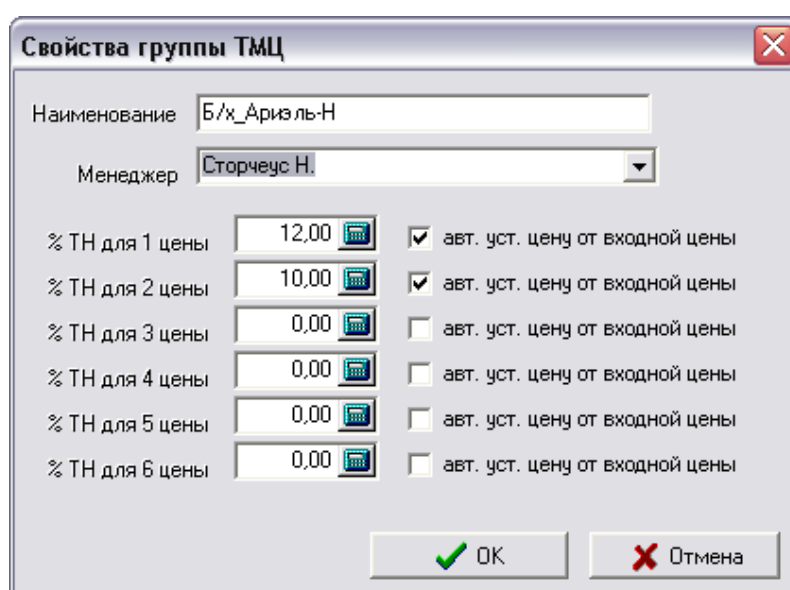 Свойства группы ТМЦ
Наименование Б/х_Ариэль-Н
Менеджер Сторчеус Н.
% ТН для 1 цены 12,00 авт. уст. цену от входной цены
% ТН для 2 цены 10,00 авт. уст. цену от входной цены
% ТН для 3 цены 0,00 авт. уст. цену от входной цены
% ТН для 4 цены 0,00 авт. уст. цену от входной цены
% ТН для 5 цены 0,00 авт. уст. цену от входной цены
% ТН для 6 цены 0,00 авт. уст. цену от входной цены
OK Отмена